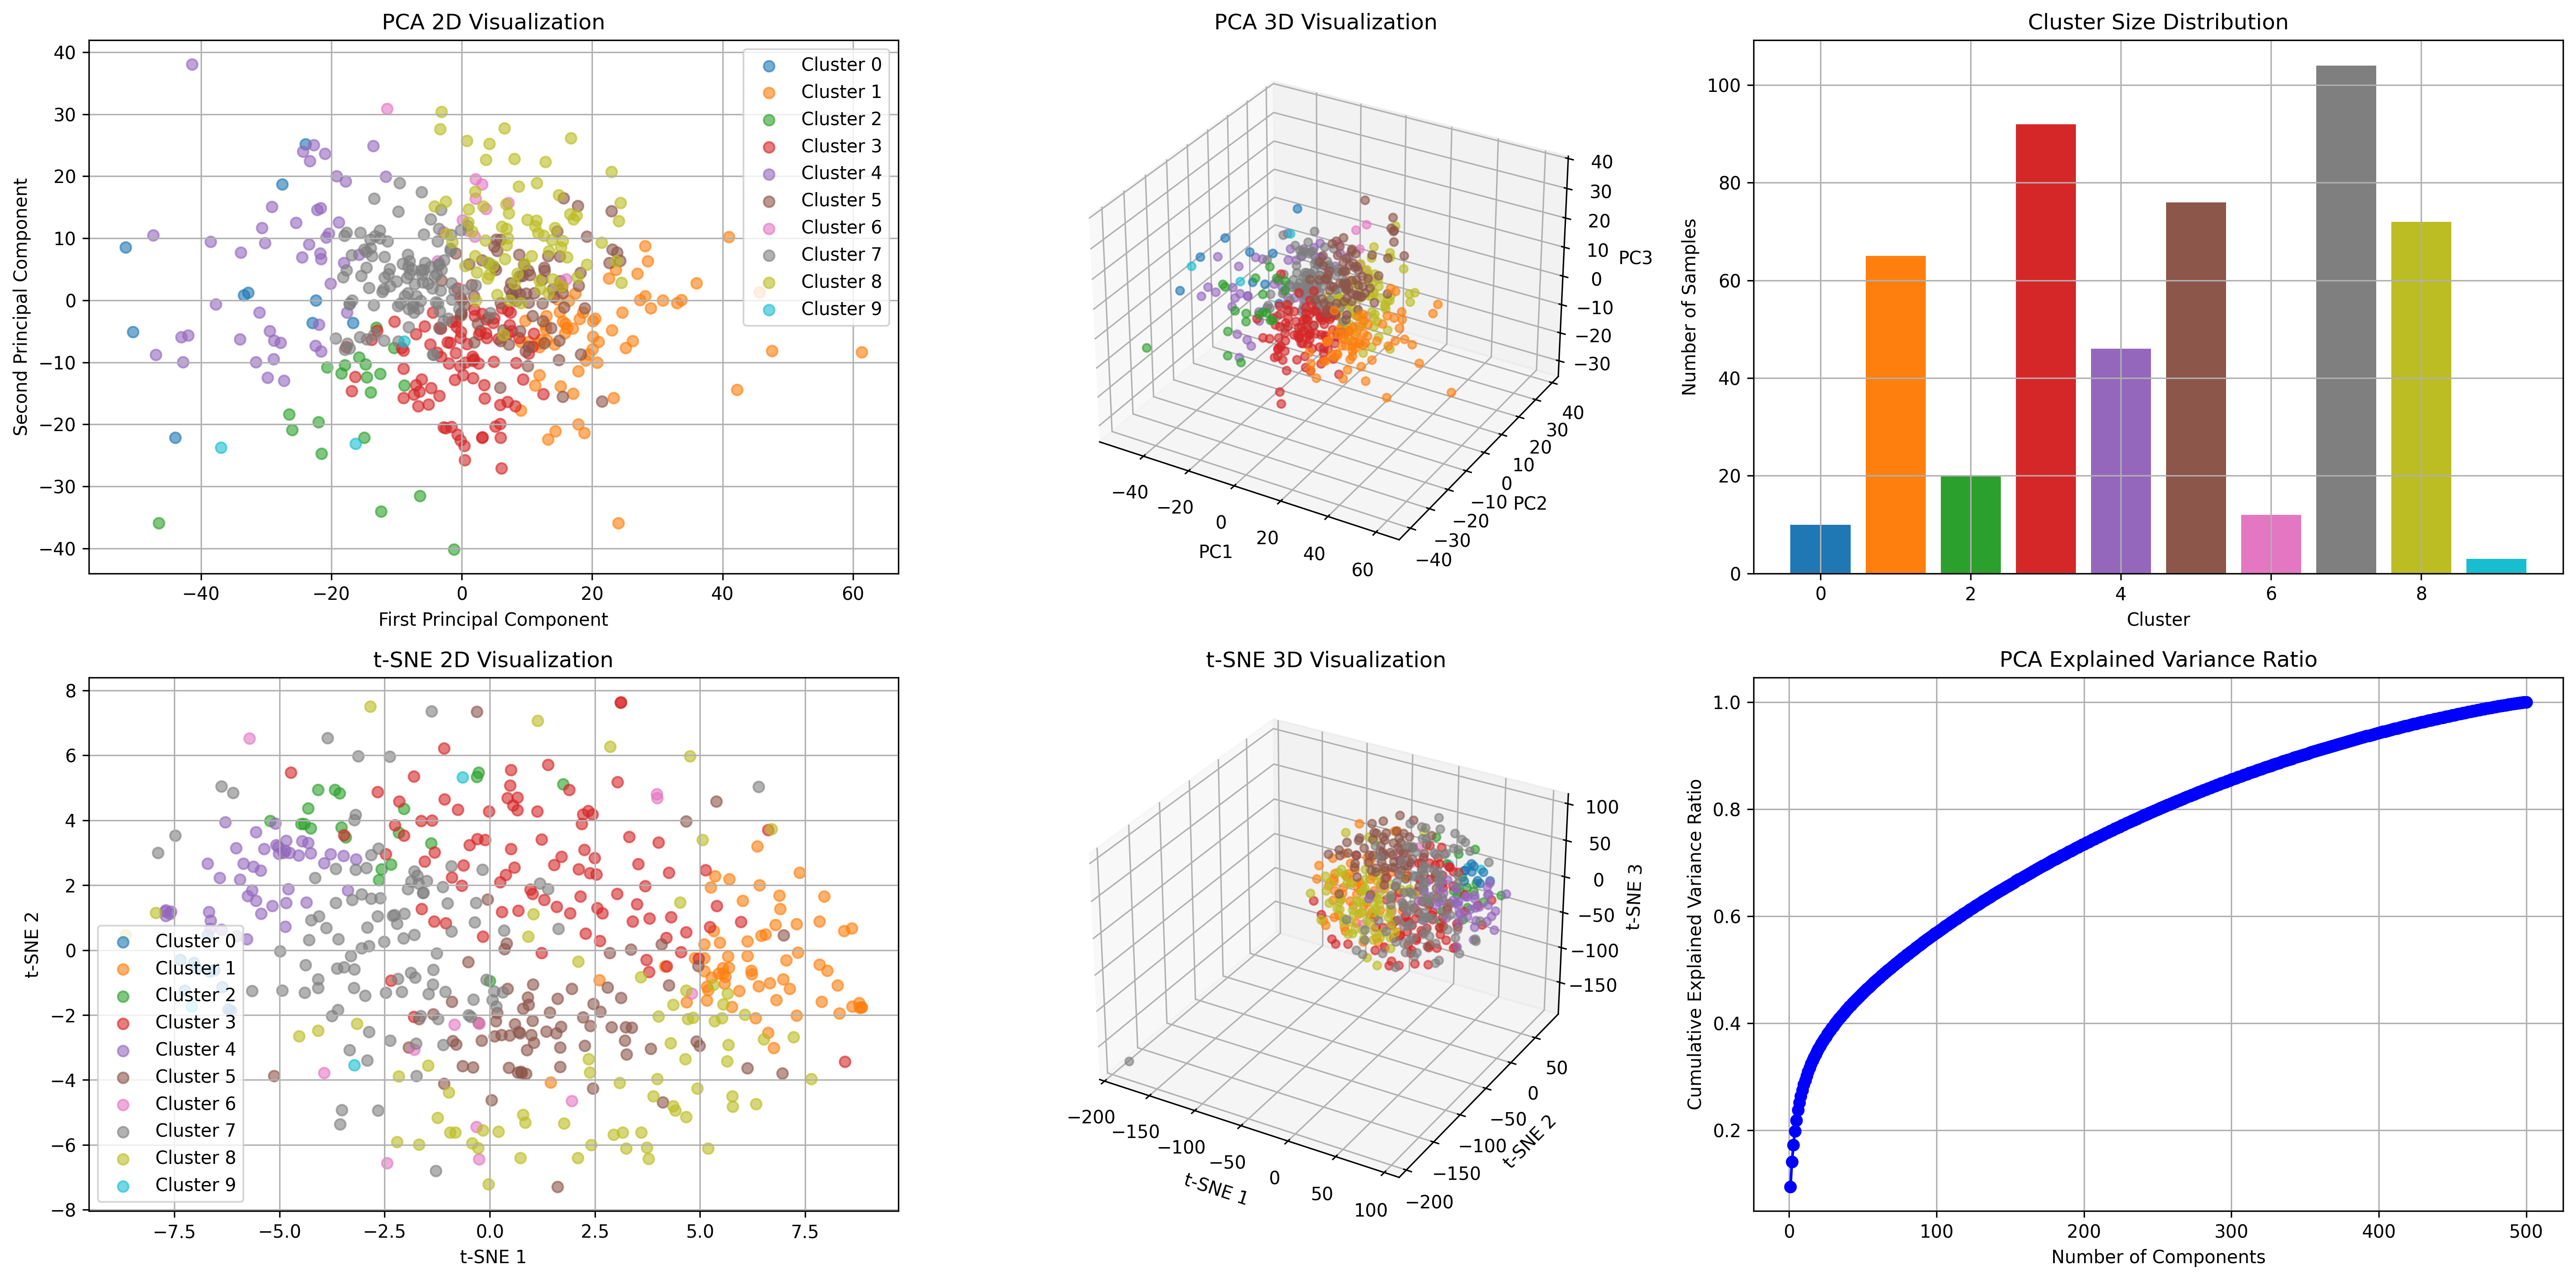 PCA 2D Visualization
40
30
20
10
0
−10
−20
−30
−40
Second Principal Component
−40
−20
0
20
40
60
First Principal Component
Cluster 0
Cluster 1
Cluster 2
Cluster 3
Cluster 4
Cluster 5
Cluster 6
Cluster 7
Cluster 8
Cluster 9
PCA 3D Visualization
40
30
20
10
0
−10
−20
−30
PC3
40
30
20
10
0
−10
−20
−30
−40
PC2
−40
−20
0
20
40
60
PC1
Cluster Size Distribution
100
80
60
40
20
0
Number of Samples
0
2
4
6
8
Cluster
t-SNE 2D Visualization
8
6
4
2
0
−2
−4
−6
−8
t-SNE 2
−7.5
−5.0
−2.5
0.0
2.5
5.0
7.5
t-SNE 1
Cluster 0
Cluster 1
Cluster 2
Cluster 3
Cluster 4
Cluster 5
Cluster 6
Cluster 7
Cluster 8
Cluster 9
t-SNE 3D Visualization
100
50
0
−50
−100
−150
t-SNE 3
50
0
−50
−100
−150
−200
t-SNE 2
−200
−150
−100
−50
0
50
100
t-SNE 1
PCA Explained Variance Ratio
1.0
0.8
0.6
0.4
0.2
Cumulative Explained Variance Ratio
0
100
200
300
400
500
Number of Components